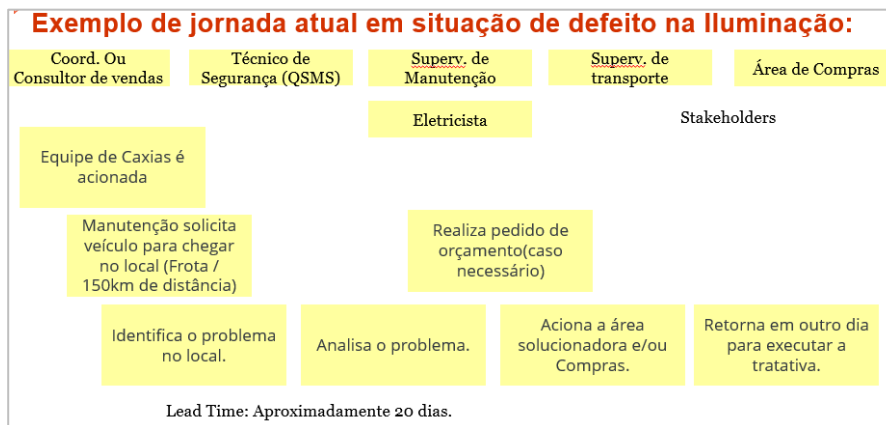 Exemplo de jornada atual em situação de defeito na Iluminação:
Coord. Ou
Consultor de vendas
Técnico de
Segurança (QSMS)
Superv. de
Manutenção
Superv. de
transporte
Área de Compras
Eletricista
Stakeholders
Equipe de Caxias é
acionada
Manutenção solicita
veículo para chegar
no local (Frota /
150km de distância)
Realiza pedido de
orçamento(caso
necessário)
Identifica o problema
no local.
Analisa o problema.
Aciona a área
solucionadora e/ou
Compras.
Retorna em outro dia
para executar a
tratativa.
Lead Time: Aproximadamente 20 dias.